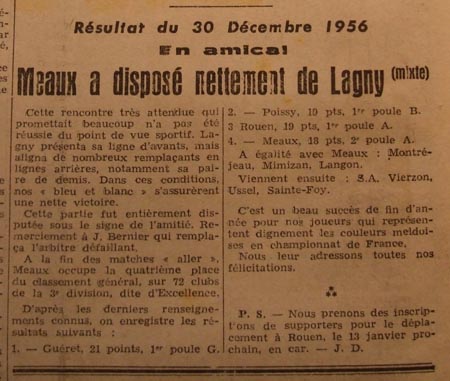 Résultat du 30 Décembre 1956
En amical
Meaux a disposé nettement de Lagny (mixte)
Cette rencontre très attendue qui
promettait beaucoup n'a pas été
réussie du point de vue sportif. La-
gny présenta sa ligne d'avants, mais
aligna de nombreux remplaçants en
lignes arrières, notamment sa pai-
re de demis. Dans ces conditions,
nos « bleu et blanc » s'assurèrent
une nette victoire.
Cette partie fut entièrement dis-
putée sous le signe de l'amitié. Re-
merciement à J. Bernier qui rempla-
ça l'arbitre défaillant.
A la fin des matches « aller »,
Meaux occupe la quatrième place
du classement général, sur 72 clubs
de la 3e division, dite d'Excellence.
D'après les derniers renseigne-
ments connus, on enregistre les ré-
sultats suivants :
1. — Guéret, 21 points, 1er poule G.
2. — Poissy, 19 pts, 1er poule B.
3 Rouen, 19 pts, 1er poule A.
4. — Meaux, 18 pts, 2e poule A.
A égalité avec Meaux : Montré-
jeau, Mimizan, Langon.
Viennent ensuite : S.A. Vierzon,
Ussel, Sainte-Foy.
C'est un beau succès de fin d'an-
née pour nos joueurs qui représen-
tent dignement les couleurs meldoi-
ses en championnat de France.
Nous leur adressons toutes nos
félicitations.
P. S. — Nous prenons des inscrip-
tions de supporters pour le dépla-
cement à Rouen, le 13 janvier pro-
chain, en car. — J. D.